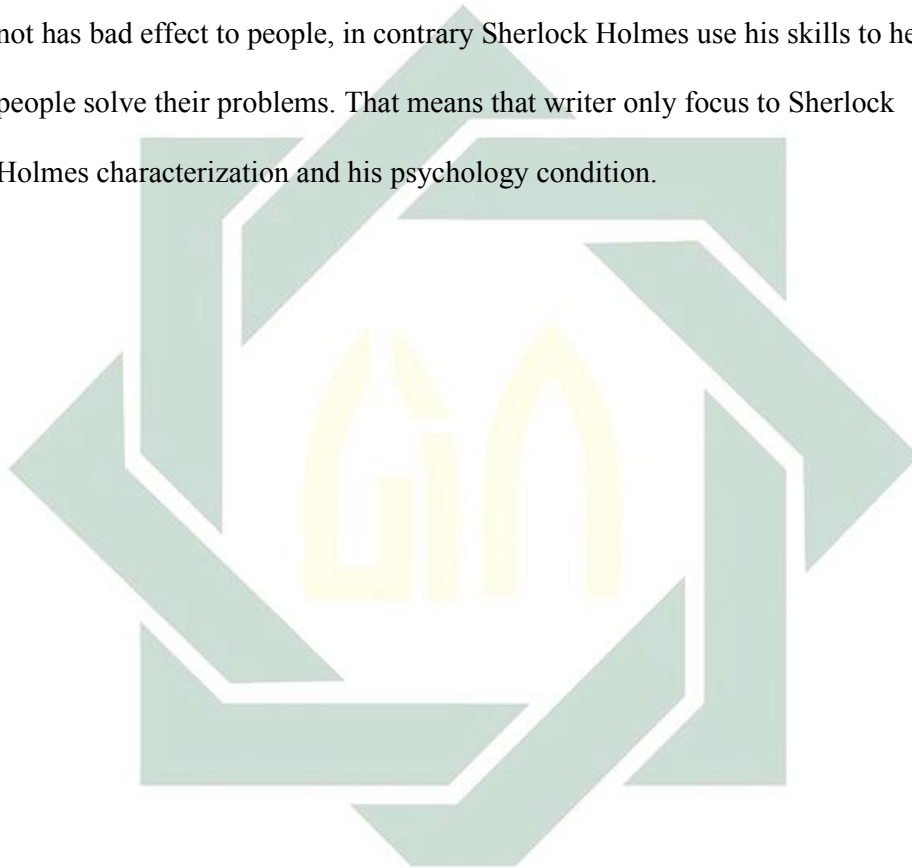 not has bad effect to people, in contrary Sherlock Holmes use his skills to he
people solve their problems. That means that writer only focus to Sherlock
Holmes characterization and his psychology condition.